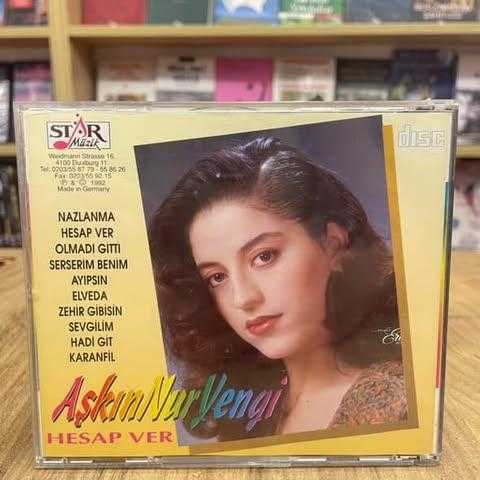 STAR
Müzik
Weidmann Strasse 16
4100 Duisburg 11
Tel: 0203/55 87 79 - 55 86 26
Fax: 0203/55 92 15
℗ & © 1992
Made in Germany
disc
NAZLANMA
HESAP VER
OLMADI GITTI
SERSERIM BENIM
AYIPSIN
ELVEDA
ZEHIR GIBISIN
SEVGILIM
HADI GIT
KARANFIL
AşkınNurYengi
HESAP VER